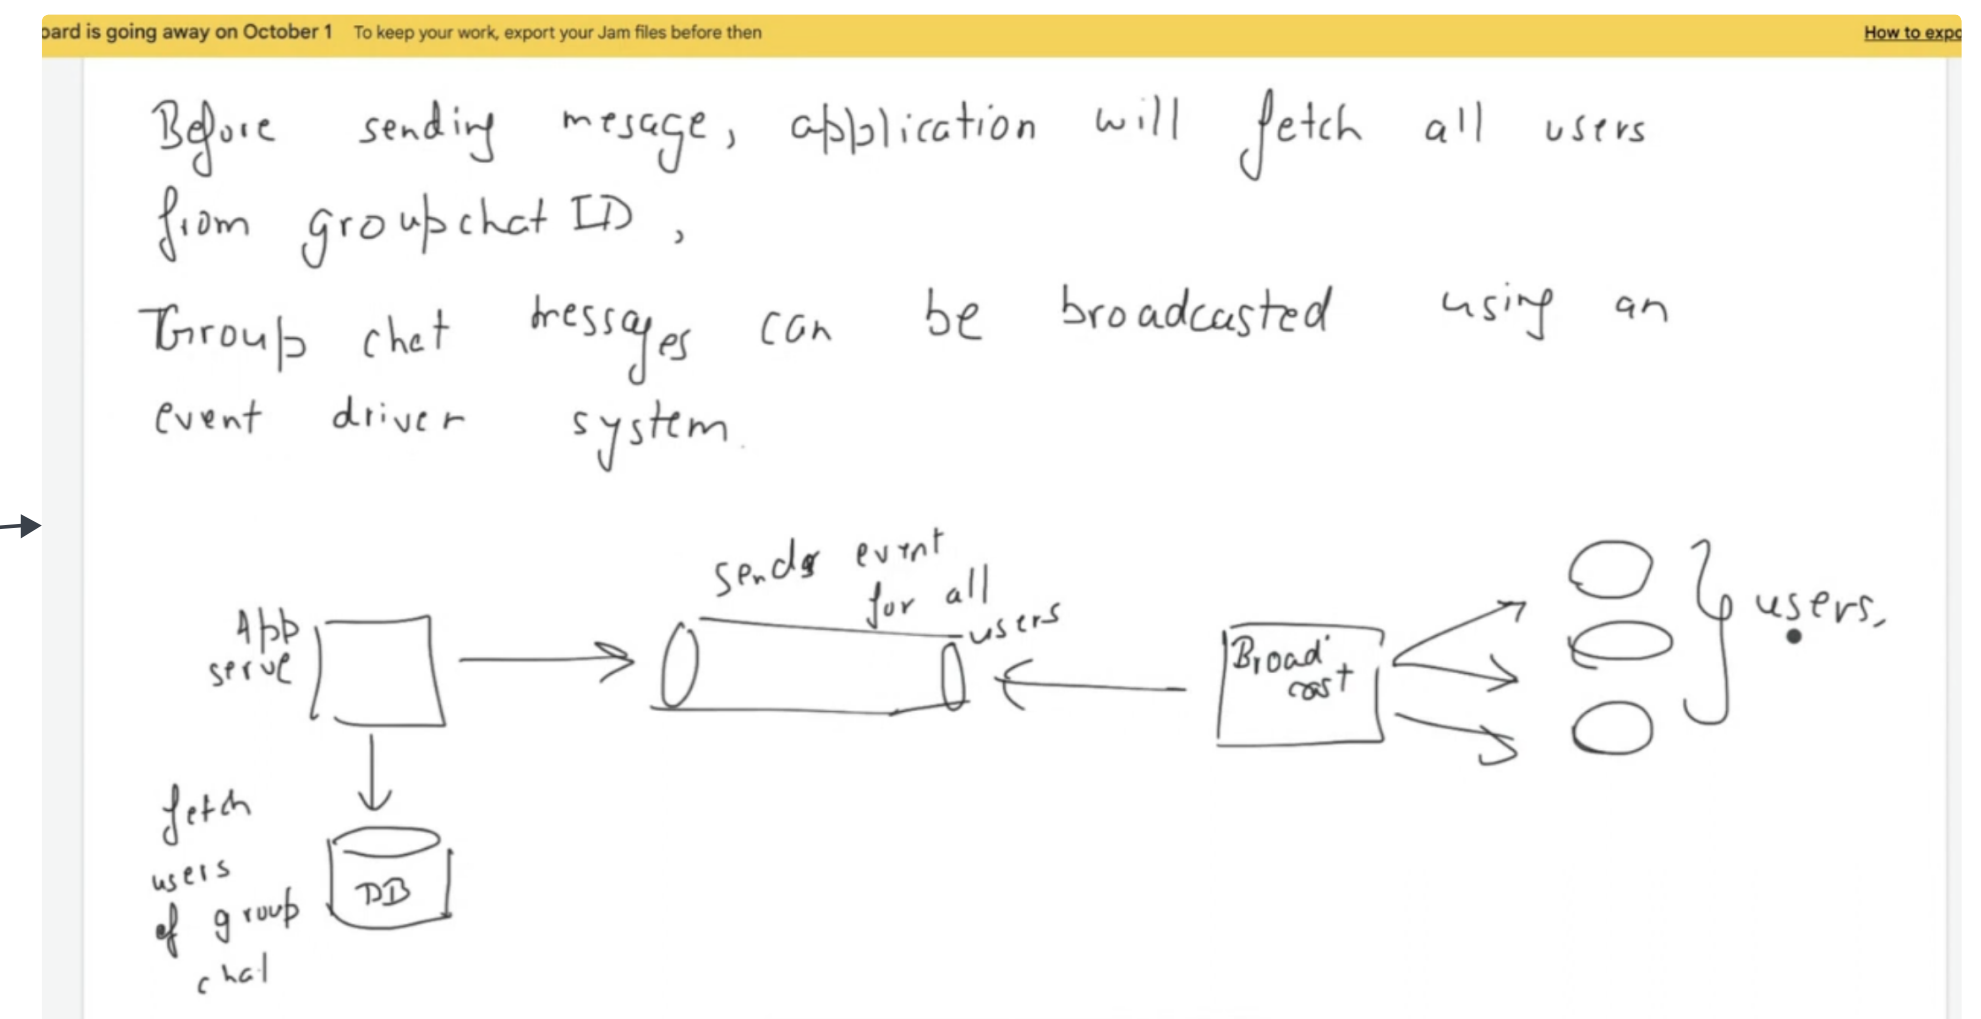 oard is going away on October 1 To keep your work, export your Jam files before then How to expo
Before sending mesage, application will fetch all users
from groupchat ID,
Group chat messages can be broadcasted using an
event driver system.
sends event
for all
users
App
serve
Broad
cast
users,
fetch
users
of group
chat
DB